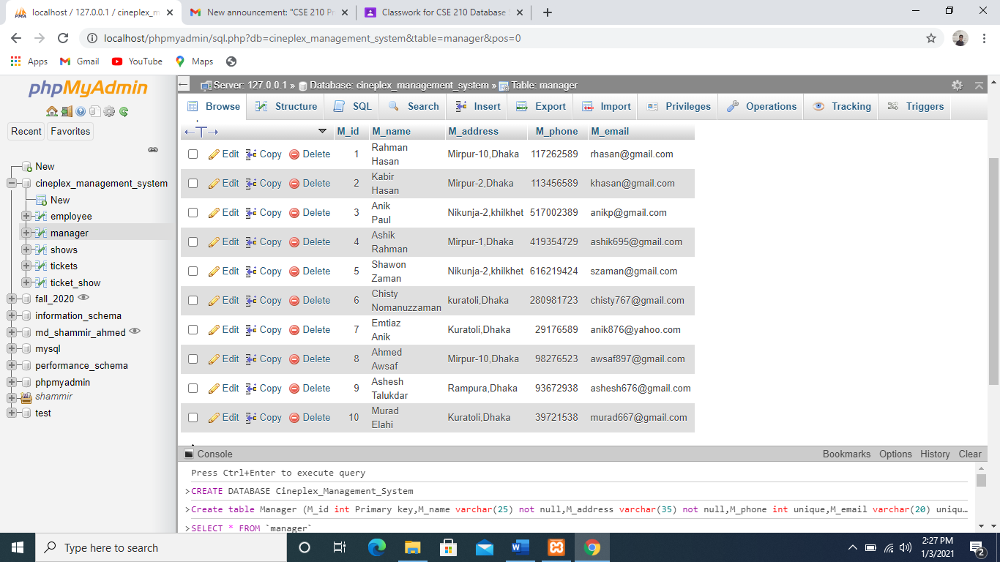 localhost / 127.0.0.1 / cineplex_m
New announcement: "CSE 210 Pr
Classwork for CSE 210 Database
localhost/phpmyadmin/sql.php?db=cineplex_management_system&table=manager&pos=0
Apps Gmail YouTube Maps
phpMyAdmin
Recent Favorites
New
cineplex_management_system
New
employee
manager
shows
tickets
ticket_show
fall_2020
information_schema
md_shammir_ahmed
mysql
performance_schema
phpmyadmin
shammir
test
Server: 127.0.0.1 » Database: cineplex_management_system » Table: manager
Browse Structure SQL Search Insert Export Import Privileges Operations Tracking Triggers
M_id M_name M_address M_phone M_email
Edit Copy Delete 1 Rahman Hasan Mirpur-10,Dhaka 117262589 rhasan@gmail.com
Edit Copy Delete 2 Kabir Hasan Mirpur-2,Dhaka 113456589 khasan@gmail.com
Edit Copy Delete 3 Anik Paul Nikunja-2,khilkhet 517002389 anikp@gmail.com
Edit Copy Delete 4 Ashik Rahman Mirpur-1,Dhaka 419354729 ashik695@gmail.com
Edit Copy Delete 5 Shawon Zaman Nikunja-2,khilkhet 616219424 szaman@gmail.com
Edit Copy Delete 6 Chisty Nomanuzzaman kuratoli,Dhaka 280981723 chisty767@gmail.com
Edit Copy Delete 7 Emtiaz Anik Kuratoli,Dhaka 29176589 anik876@yahoo.com
Edit Copy Delete 8 Ahmed Awsaf Mirpur-10,Dhaka 98276523 awsaf897@gmail.com
Edit Copy Delete 9 Ashesh Talukdar Rampura,Dhaka 93672938 ashesh676@gmail.com
Edit Copy Delete 10 Murad Elahi Kuratoli,Dhaka 39721538 murad667@gmail.com
Console Bookmarks Options History Clear
Press Ctrl+Enter to execute query
>CREATE DATABASE Cineplex_Management_System
>Create table Manager (M_id int Primary key,M_name varchar(25) not null,M_address varchar(35) not null,M_phone int unique,M_email varchar(20) uniqu…
>SELECT * FROM `manager`
Type here to search
2:27 PM
1/3/2021
2